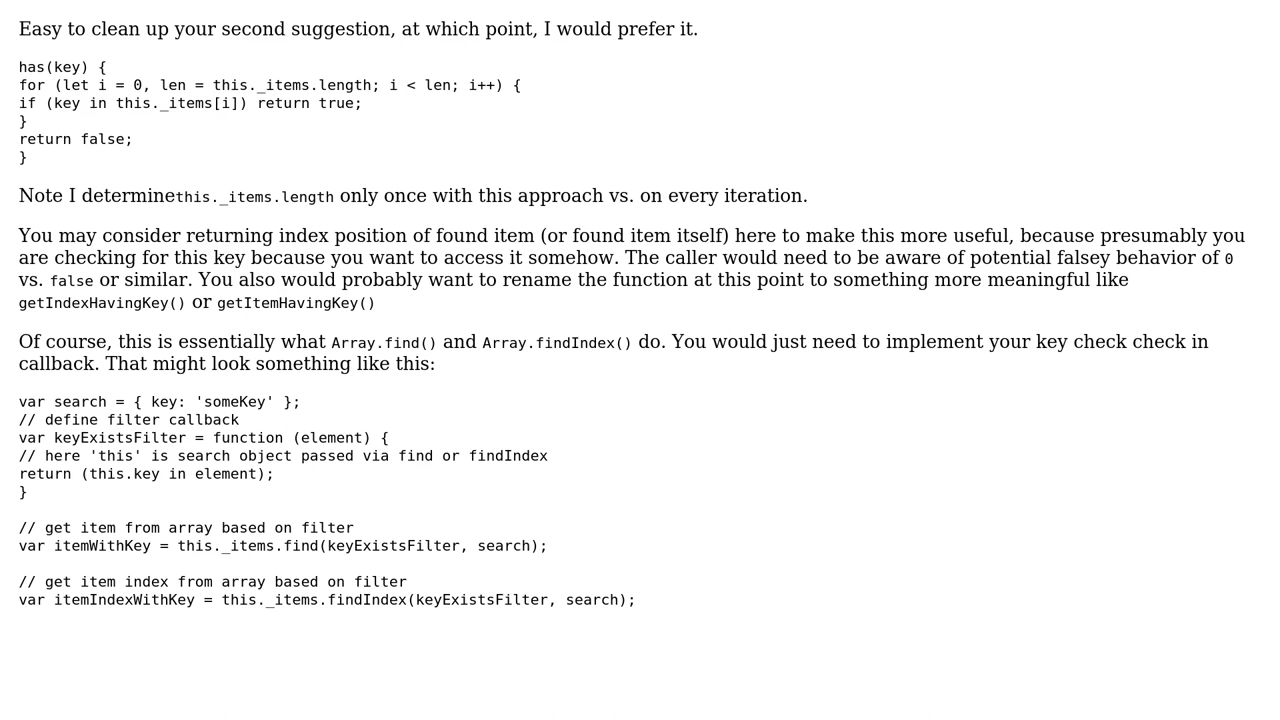 Easy to clean up your second suggestion, at which point, I would prefer it.
has(key) {
for (let i = 0, len = this._items.length; i < len; i++) {
if (key in this._items[i]) return true;
}
return false;
}
Note I determinethis._items.length only once with this approach vs. on every iteration.
You may consider returning index position of found item (or found item itself) here to make this more useful, because presumably you
are checking for this key because you want to access it somehow. The caller would need to be aware of potential falsey behavior of 0
vs. false or similar. You also would probably want to rename the function at this point to something more meaningful like
getIndexHavingKey() or getItemHavingKey()
Of course, this is essentially what Array.find() and Array.findIndex() do. You would just need to implement your key check check in
callback. That might look something like this:
var search = { key: 'someKey' };
// define filter callback
var keyExistsFilter = function (element) {
// here 'this' is search object passed via find or findIndex
return (this.key in element);
}
// get item from array based on filter
var itemWithKey = this._items.find(keyExistsFilter, search);
// get item index from array based on filter
var itemIndexWithKey = this._items.findIndex(keyExistsFilter, search);